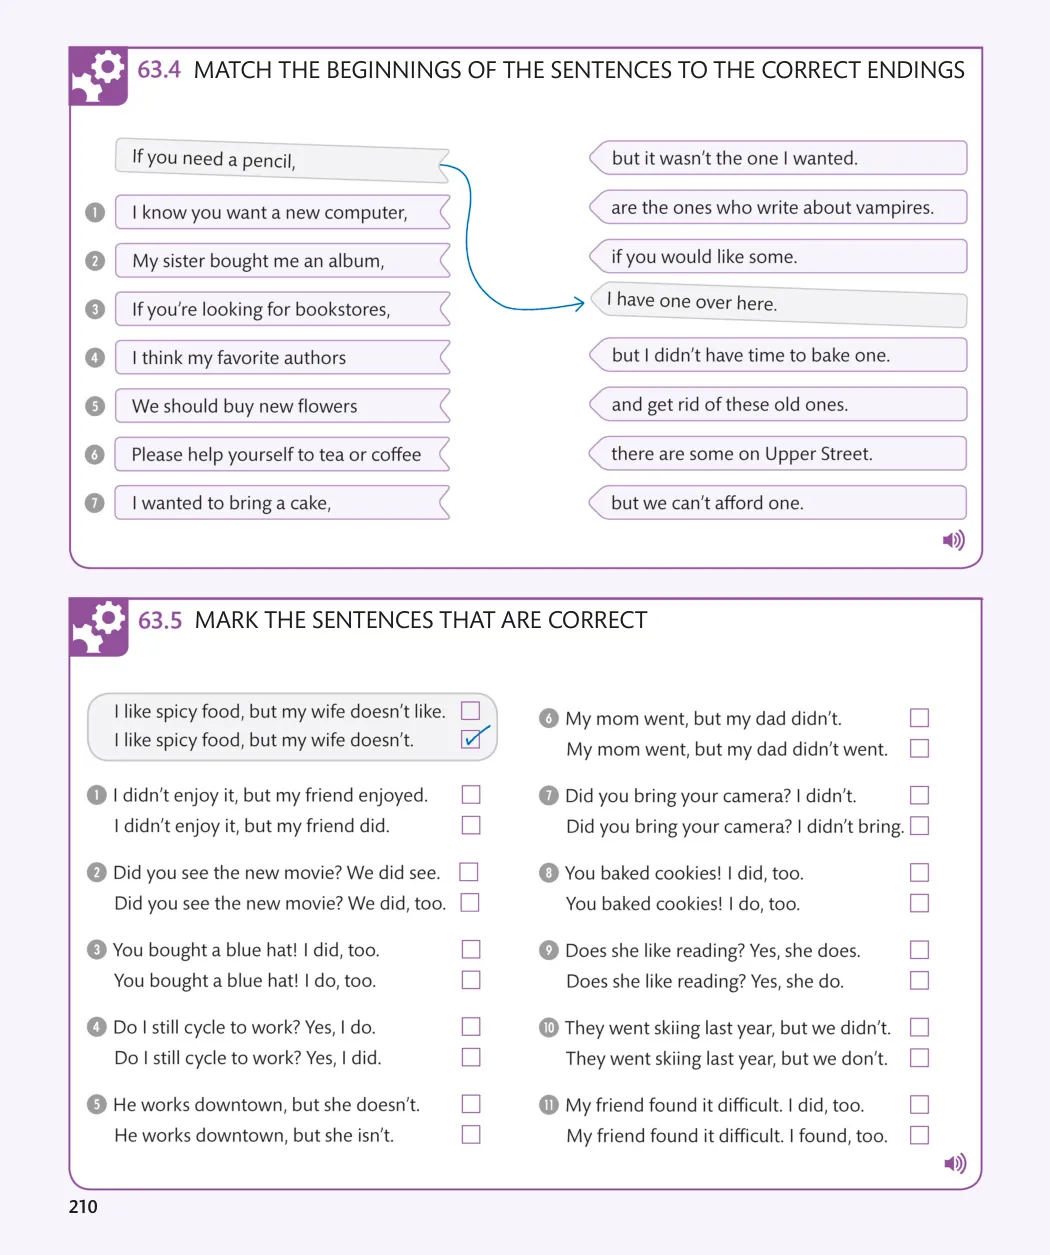 63.4 MATCH THE BEGINNINGS OF THE SENTENCES TO THE CORRECT ENDINGS
If you need a pencil,
1 I know you want a new computer,
2 My sister bought me an album,
3 If you're looking for bookstores,
4 I think my favorite authors
5 We should buy new flowers
6 Please help yourself to tea or coffee
7 I wanted to bring a cake,
but it wasn't the one I wanted.
are the ones who write about vampires.
if you would like some.
I have one over here.
but I didn't have time to bake one.
and get rid of these old ones.
there are some on Upper Street.
but we can't afford one.
63.5 MARK THE SENTENCES THAT ARE CORRECT
I like spicy food, but my wife doesn't like.
I like spicy food, but my wife doesn't.
1 I didn't enjoy it, but my friend enjoyed.
I didn't enjoy it, but my friend did.
2 Did you see the new movie? We did see.
Did you see the new movie? We did, too.
3 You bought a blue hat! I did, too.
You bought a blue hat! I do, too.
4 Do I still cycle to work? Yes, I do.
Do I still cycle to work? Yes, I did.
5 He works downtown, but she doesn't.
He works downtown, but she isn't.
6 My mom went, but my dad didn't.
My mom went, but my dad didn't went.
7 Did you bring your camera? I didn't.
Did you bring your camera? I didn't bring.
8 You baked cookies! I did, too.
You baked cookies! I do, too.
9 Does she like reading? Yes, she does.
Does she like reading? Yes, she do.
10 They went skiing last year, but we didn't.
They went skiing last year, but we don't.
11 My friend found it difficult. I did, too.
My friend found it difficult. I found, too.
210